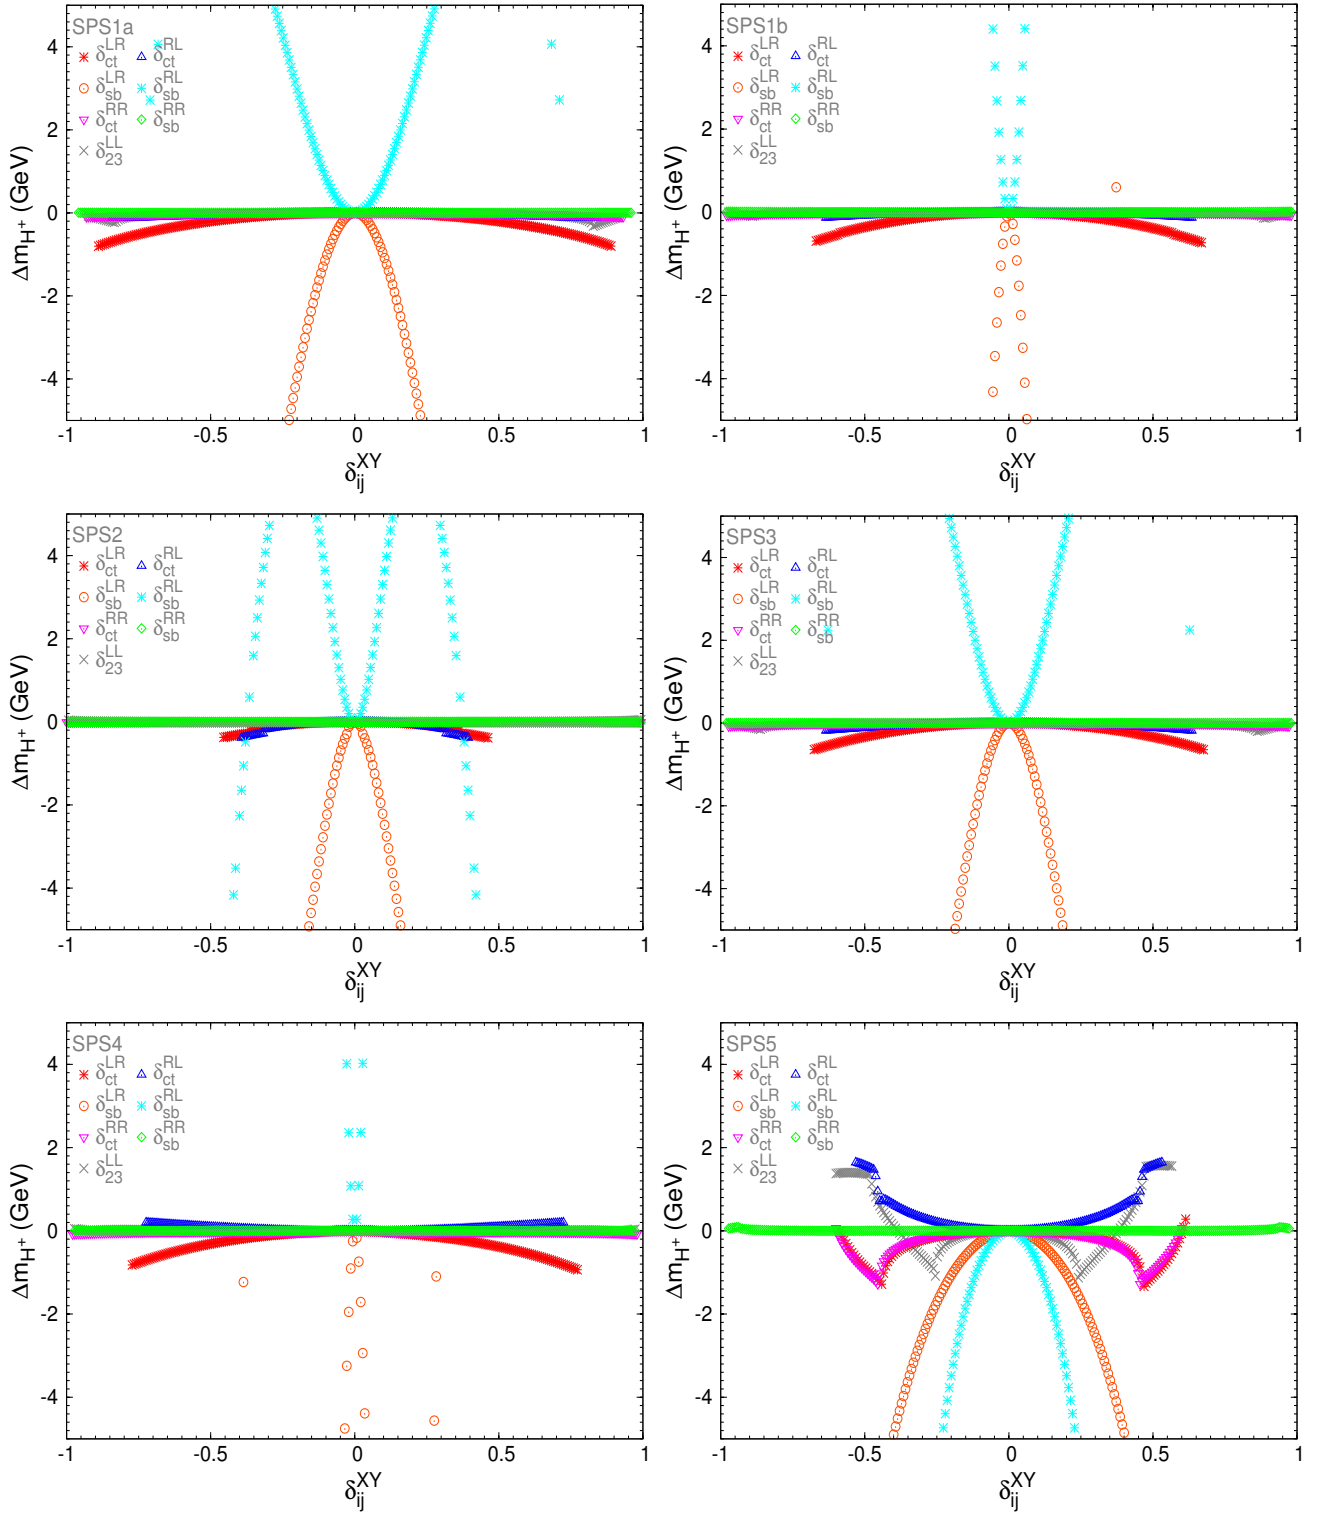 SPS1a
δ_ct^LR δ_ct^RL
δ_sb^LR δ_sb^RL
δ_ct^RR δ_sb^RR
δ_23^LL
4
2
0
-2
-4
Δm_H+ (GeV)
-1 -0.5 0 0.5 1
δ_ij^XY
SPS1b
δ_ct^LR δ_ct^RL
δ_sb^LR δ_sb^RL
δ_ct^RR δ_sb^RR
δ_23^LL
4
2
0
-2
-4
Δm_H+ (GeV)
-1 -0.5 0 0.5 1
δ_ij^XY
SPS2
δ_ct^LR δ_ct^RL
δ_sb^LR δ_sb^RL
δ_ct^RR δ_sb^RR
δ_23^LL
4
2
0
-2
-4
Δm_H+ (GeV)
-1 -0.5 0 0.5 1
δ_ij^XY
SPS3
δ_ct^LR δ_ct^RL
δ_sb^LR δ_sb^RL
δ_ct^RR δ_sb^RR
δ_23^LL
4
2
0
-2
-4
Δm_H+ (GeV)
-1 -0.5 0 0.5 1
δ_ij^XY
SPS4
δ_ct^LR δ_ct^RL
δ_sb^LR δ_sb^RL
δ_ct^RR δ_sb^RR
δ_23^LL
4
2
0
-2
-4
Δm_H+ (GeV)
-1 -0.5 0 0.5 1
δ_ij^XY
SPS5
δ_ct^LR δ_ct^RL
δ_sb^LR δ_sb^RL
δ_ct^RR δ_sb^RR
δ_23^LL
4
2
0
-2
-4
Δm_H+ (GeV)
-1 -0.5 0 0.5 1
δ_ij^XY